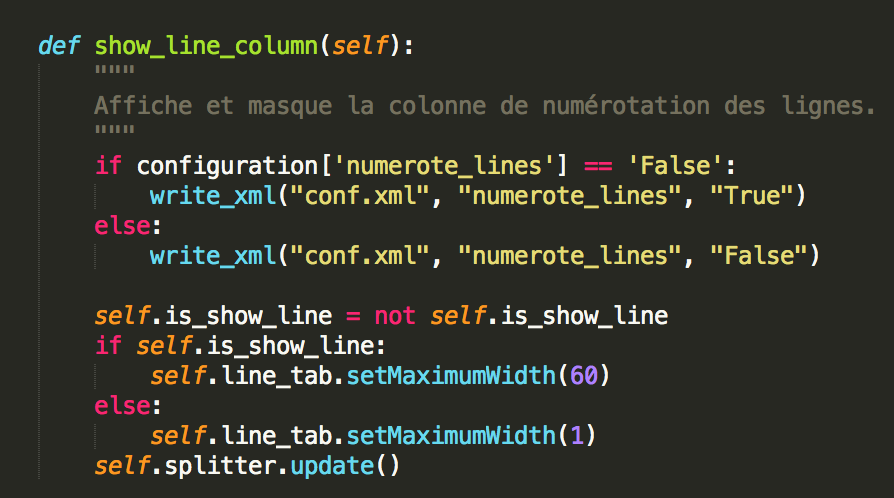 def show_line_column(self):
    """
    Affiche et masque la colonne de numérotation des lignes.
    """
    if configuration['numerote_lines'] == 'False':
        write_xml("conf.xml", "numerote_lines", "True")
    else:
        write_xml("conf.xml", "numerote_lines", "False")

    self.is_show_line = not self.is_show_line
    if self.is_show_line:
        self.line_tab.setMaximumWidth(60)
    else:
        self.line_tab.setMaximumWidth(1)
    self.splitter.update()